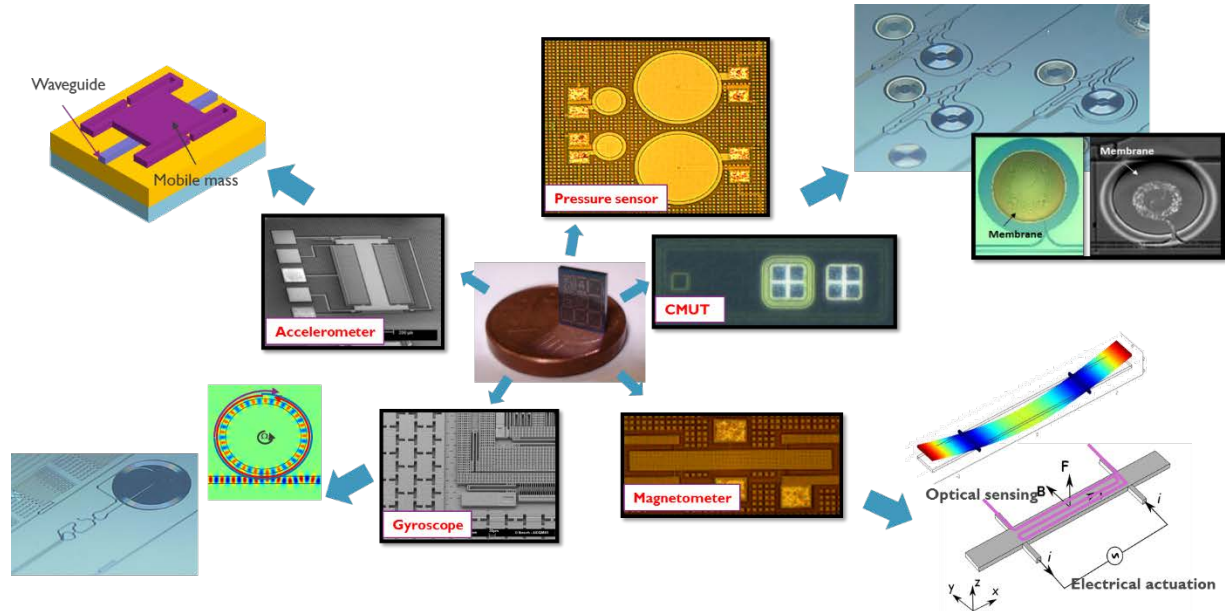 Waveguide
Mobile mass
Pressure sensor
Membrane
Membrane
CMUT
Accelerometer
Gyroscope
Magnetometer
Ω
Optical sensing
F
B
i
i
S
Electrical actuation
z
y
x